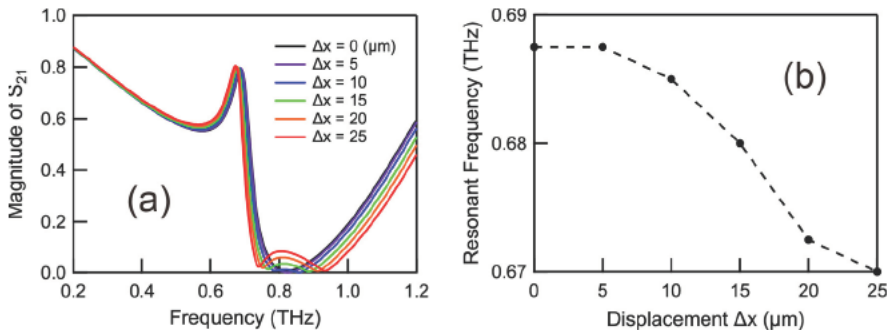 1.0
0.8
0.6
0.4
0.2
0.0
Magnitude of S21
0.2 0.4 0.6 0.8 1.0 1.2
Frequency (THz)
Δx = 0 (μm)
Δx = 5
Δx = 10
Δx = 15
Δx = 20
Δx = 25
(a)
0.69
0.68
0.67
Resonant Frequency (THz)
0 5 10 15 20 25
Displacement Δx (μm)
(b)